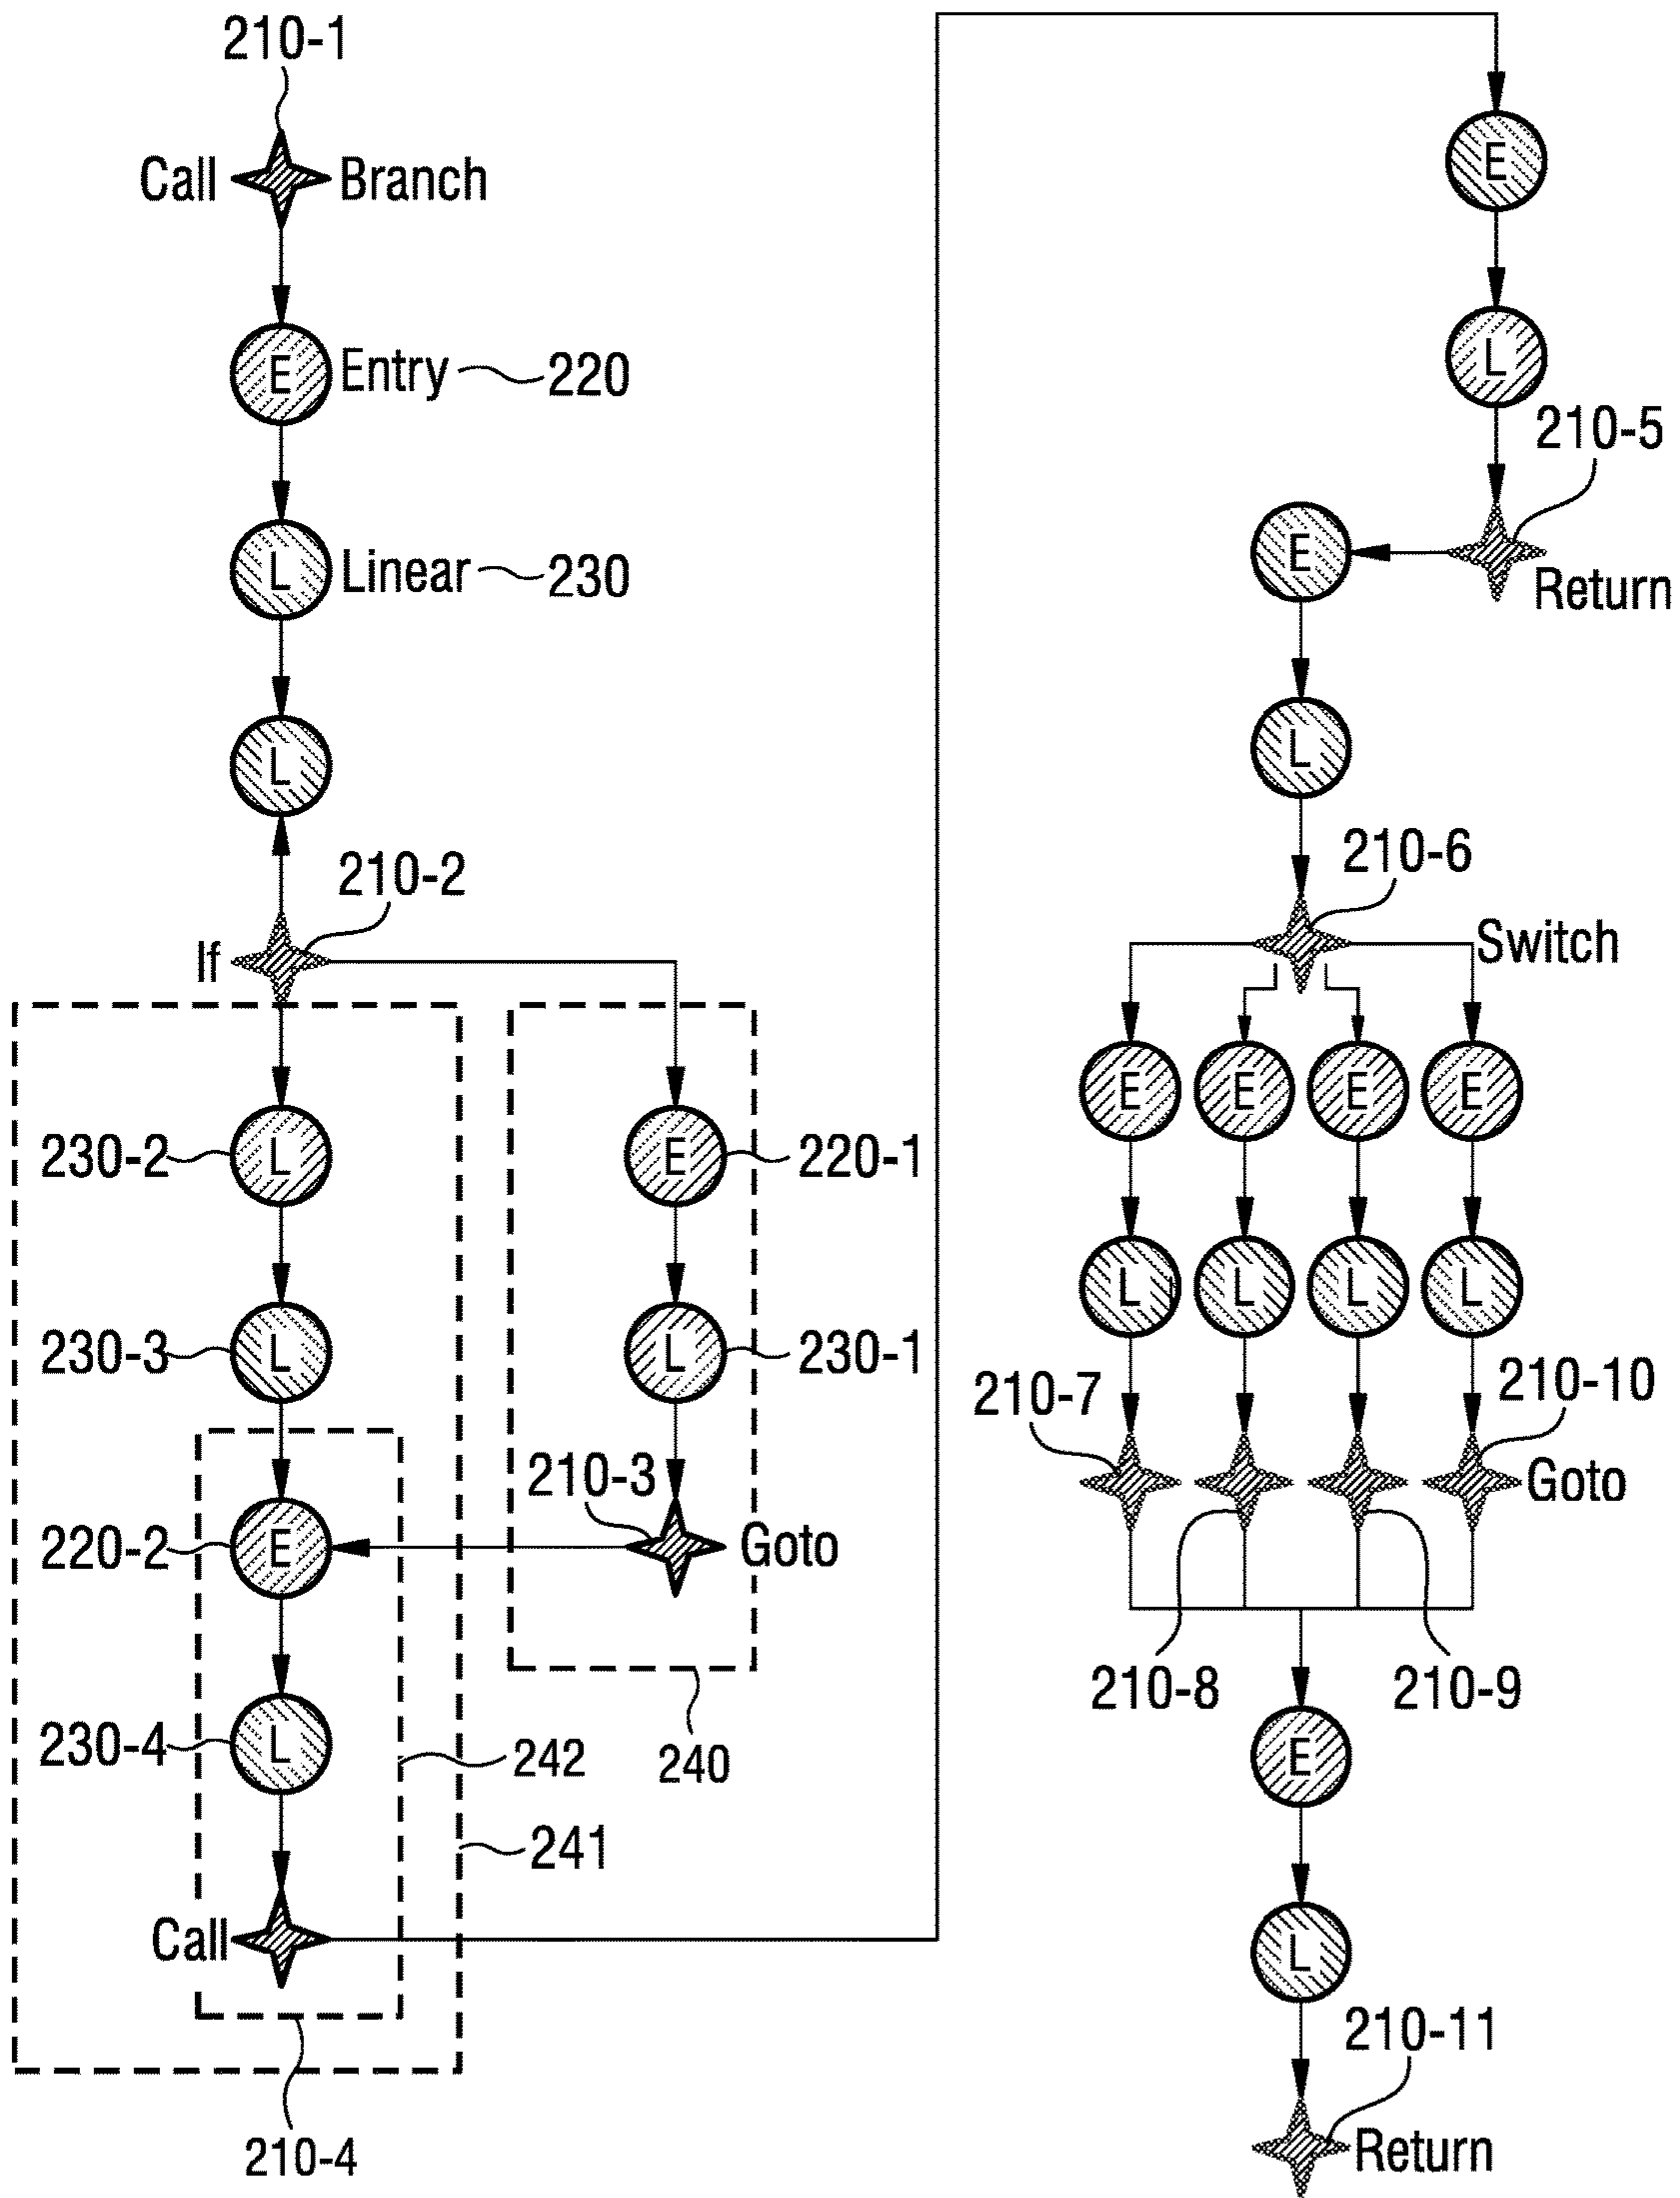 210-1
Call Branch
E Entry 220
L Linear 230
L
210-2
If
230-2 L
E 220-1
230-3 L
L 230-1
210-3
220-2 E
Goto
230-4 L
242
240
241
Call
210-4
E
L
210-5
E
Return
L
210-6
Switch
E E E E
L L L L
210-7
210-10
Goto
210-8
210-9
E
L
210-11
Return